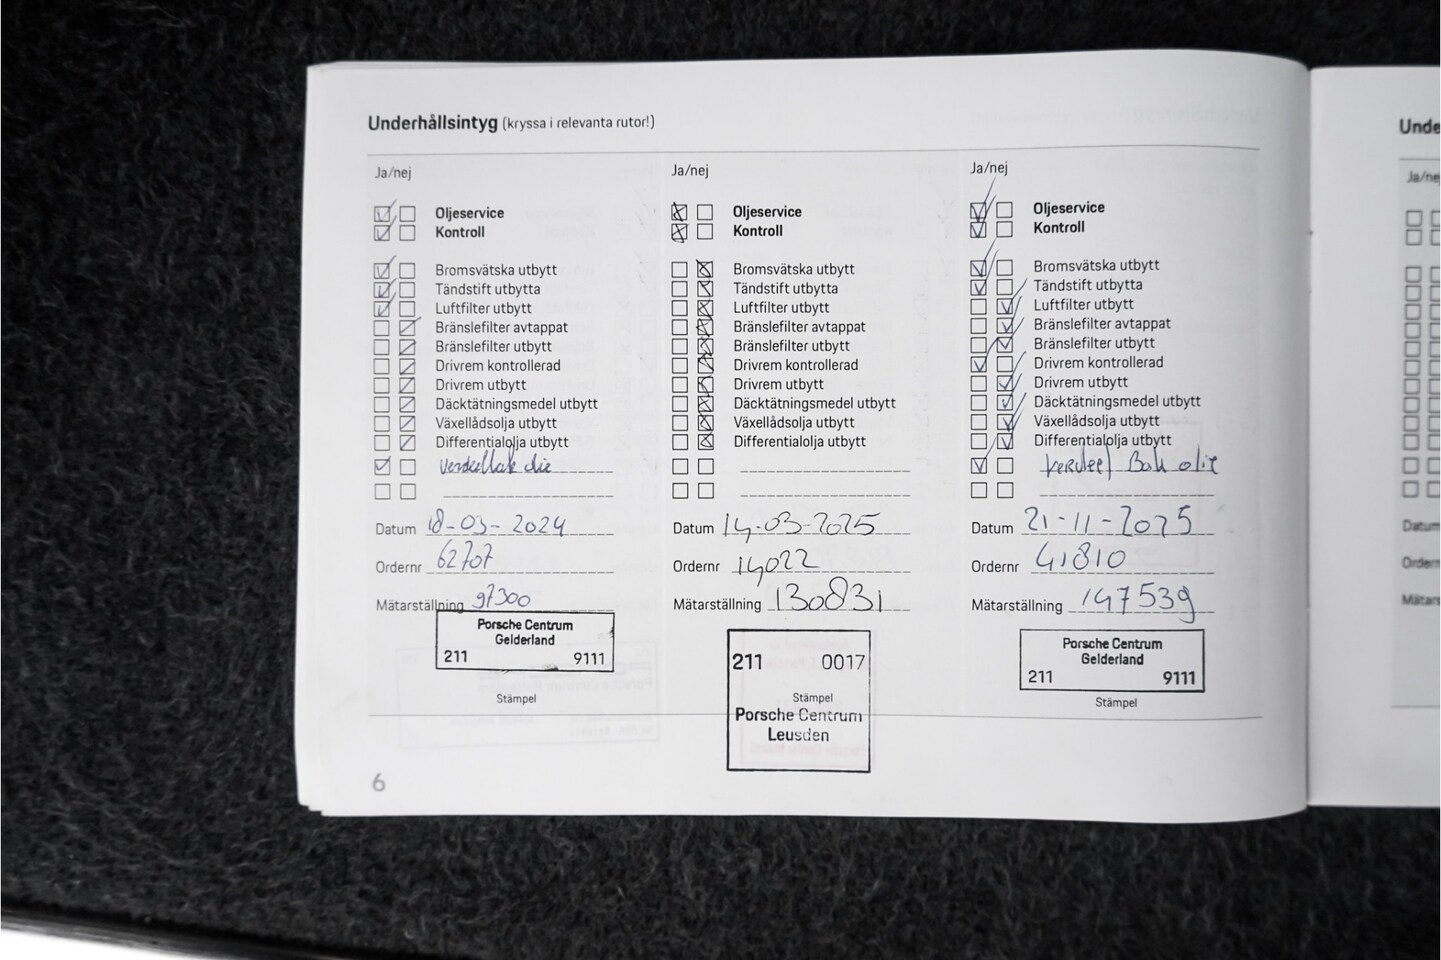 Underhållsintyg (kryssa i relevanta rutor!)
Ja/nej
Oljeservice
Kontroll
Bromsvätska utbytt
Tändstift utbytta
Luftfilter utbytt
Bränslefilter avtappat
Bränslefilter utbytt
Drivrem kontrollerad
Drivrem utbytt
Däcktätningsmedel utbytt
Växellådsolja utbytt
Differentialolja utbytt
Datum 18-03-2024
Ordernr 62707
Mätarställning 97300
Porsche Centrum
Gelderland
211 9111
Stämpel
Ja/nej
Oljeservice
Kontroll
Bromsvätska utbytt
Tändstift utbytta
Luftfilter utbytt
Bränslefilter avtappat
Bränslefilter utbytt
Drivrem kontrollerad
Drivrem utbytt
Däcktätningsmedel utbytt
Växellådsolja utbytt
Differentialolja utbytt
Datum 14-03-2025
Ordernr 14022
Mätarställning 130831
211 0017
Stämpel
Porsche Centrum
Leusden
Ja/nej
Oljeservice
Kontroll
Bromsvätska utbytt
Tändstift utbytta
Luftfilter utbytt
Bränslefilter avtappat
Bränslefilter utbytt
Drivrem kontrollerad
Drivrem utbytt
Däcktätningsmedel utbytt
Växellådsolja utbytt
Differentialolja utbytt
Verdeel Bak olie
Datum 21-11-2025
Ordernr 41810
Mätarställning 147539
Porsche Centrum
Gelderland
211 9111
Stämpel
6
Unde
Ja/nej
Datum
Ordern
Mätars